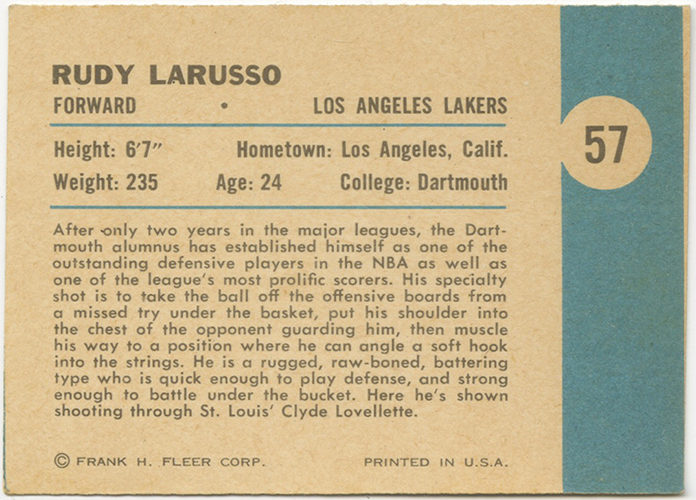 RUDY LARUSSO
FORWARD • LOS ANGELES LAKERS
57
Height: 6'7" Hometown: Los Angeles, Calif.
Weight: 235 Age: 24 College: Dartmouth
After only two years in the major leagues, the Dart-
mouth alumnus has established himself as one of the
outstanding defensive players in the NBA as well as
one of the league's most prolific scorers. His specialty
shot is to take the ball off the offensive boards from
a missed try under the basket, put his shoulder into
the chest of the opponent guarding him, then muscle
his way to a position where he can angle a soft hook
into the strings. He is a rugged, raw-boned, battering
type who is quick enough to play defense, and strong
enough to battle under the bucket. Here he's shown
shooting through St. Louis' Clyde Lovellette.
© FRANK H. FLEER CORP. PRINTED IN U.S.A.